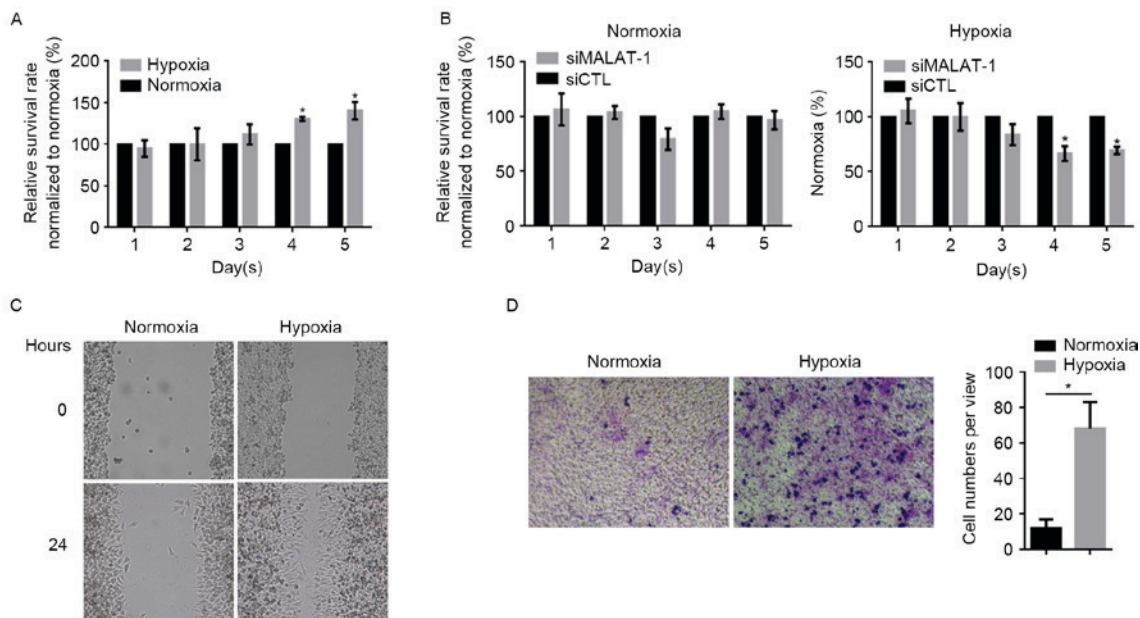 A
Relative survival rate
normalized to normoxia (%)
200
150
100
50
0
Hypoxia
Normoxia
*
*
1 2 3 4 5
Day(s)
B
Normoxia
Relative survival rate
normalized to normoxia (%)
150
100
50
0
siMALAT-1
siCTL
1 2 3 4 5
Day(s)
Hypoxia
Normoxia (%)
150
100
50
0
siMALAT-1
siCTL
*
*
1 2 3 4 5
Day(s)
C
Normoxia Hypoxia
Hours
0
24
D
Normoxia Hypoxia
Normoxia
Hypoxia
Cell numbers per view
100
80
60
40
20
0
*